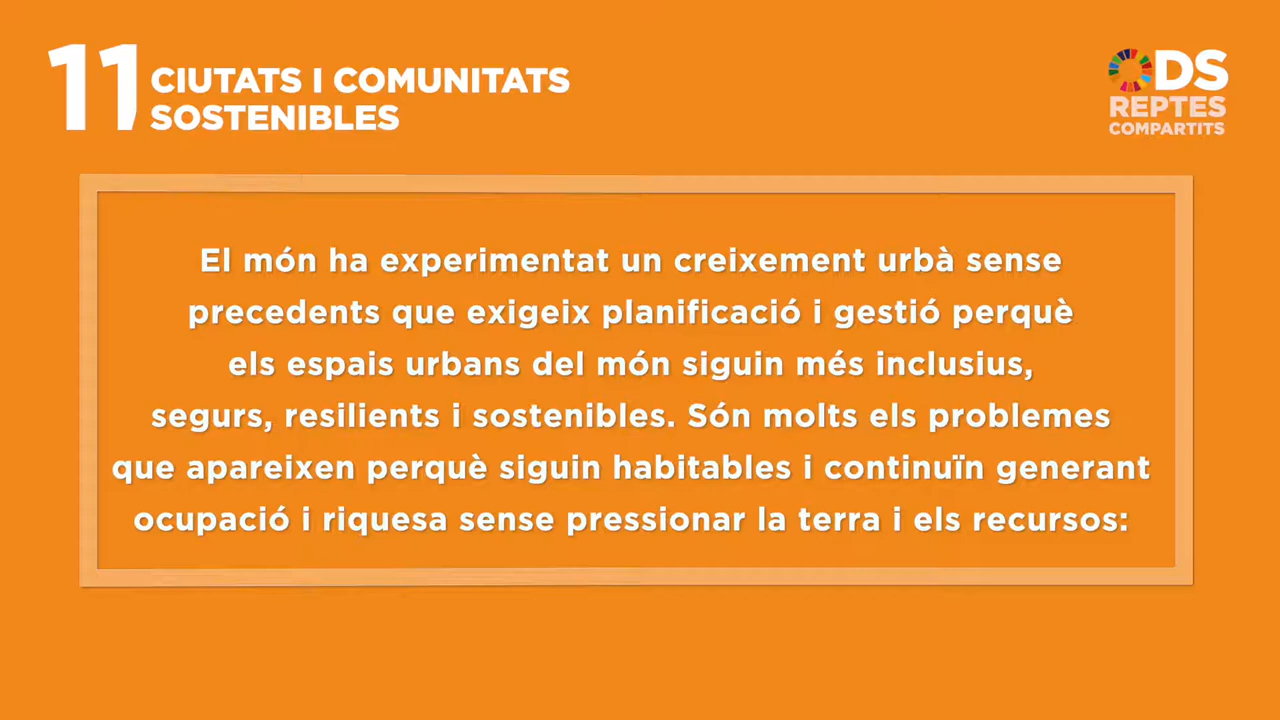 11 CIUTATS I COMUNITATS
SOSTENIBLES
ODS
REPTES
COMPARTITS
El món ha experimentat un creixement urbà sense
precedents que exigeix planificació i gestió perquè
els espais urbans del món siguin més inclusius,
segurs, resilients i sostenibles. Són molts els problemes
que apareixen perquè siguin habitables i continuïn generant
ocupació i riquesa sense pressionar la terra i els recursos: